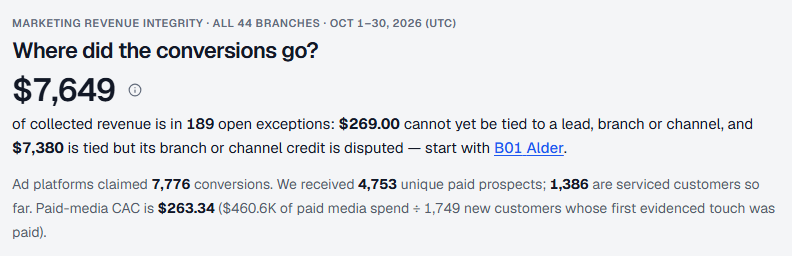 MARKETING REVENUE INTEGRITY · ALL 44 BRANCHES · OCT 1–30, 2026 (UTC)
Where did the conversions go?
$7,649
of collected revenue is in 189 open exceptions: $269.00 cannot yet be tied to a lead, branch or channel, and
$7,380 is tied but its branch or channel credit is disputed — start with B01 Alder.
Ad platforms claimed 7,776 conversions. We received 4,753 unique paid prospects; 1,386 are serviced customers so
far. Paid-media CAC is $263.34 ($460.6K of paid media spend ÷ 1,749 new customers whose first evidenced touch was
paid).